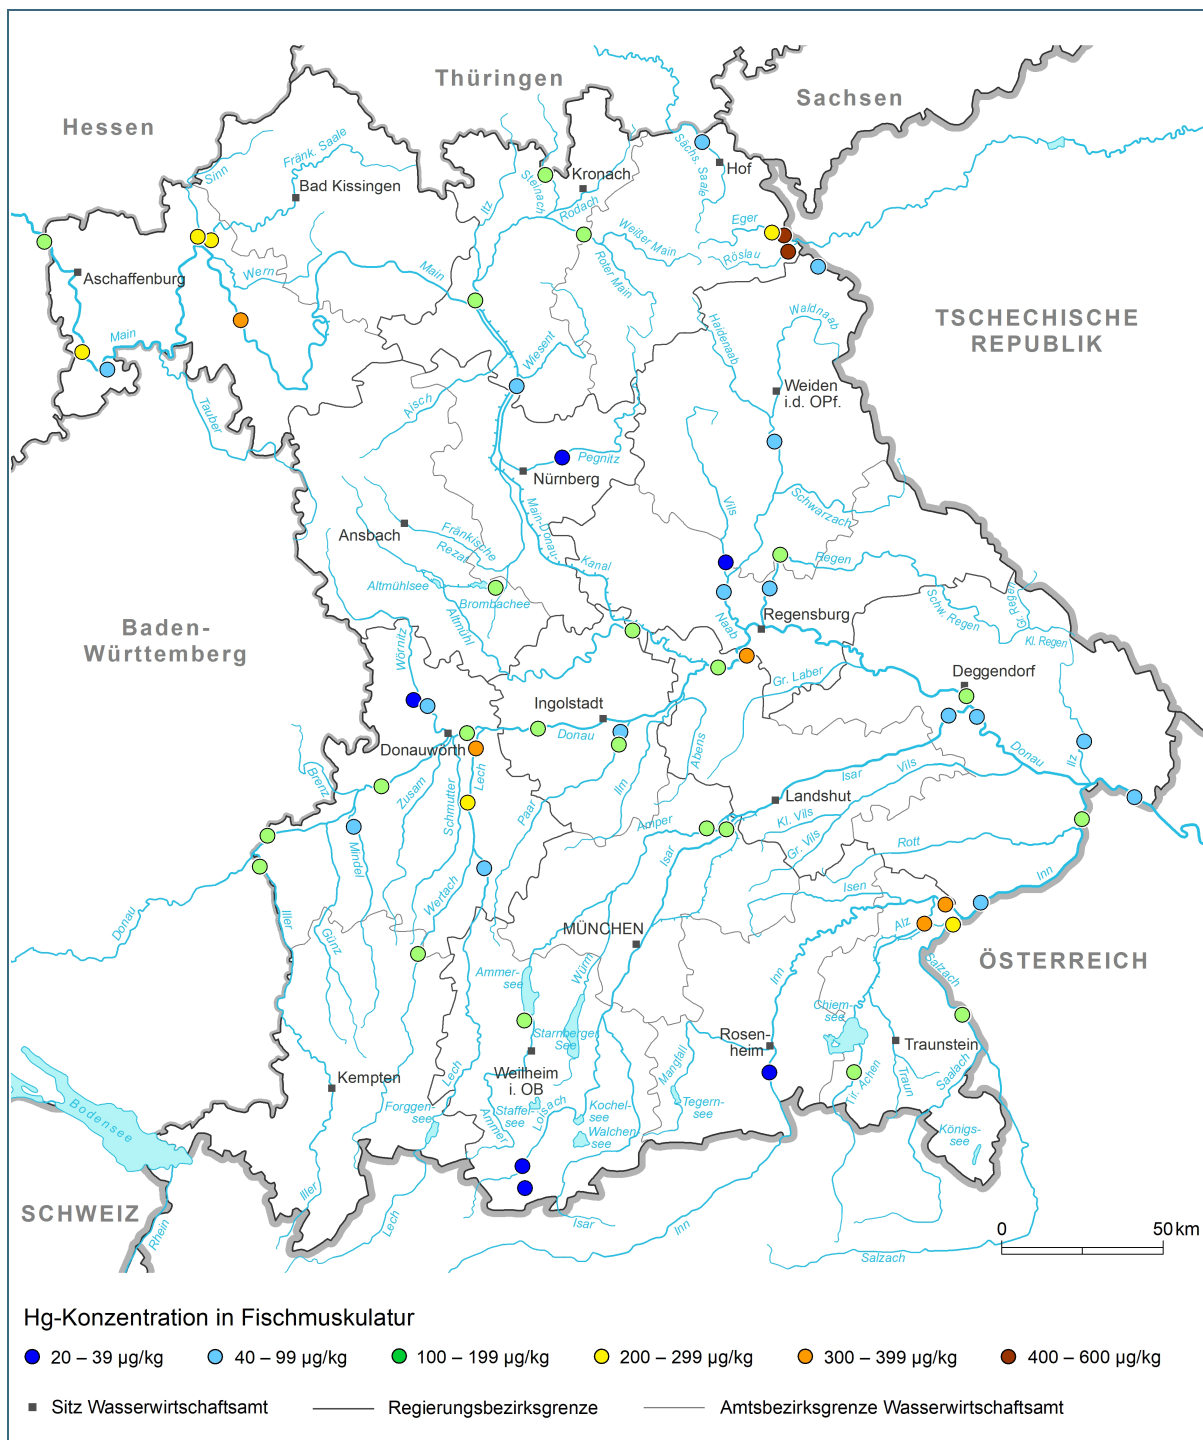 Thüringen
Sachsen
Hessen
Fränk. Saale
Sinn
Bad Kissingen
Itz
Steinach
Kronach
Rodach
Sächs. Saale
Hof
Eger
Röslau
Weißer Main
Roter Main
Aschaffenburg
Wern
Main
Main
Tauber
Wiesent
Aisch
Haidenaab
Waldnaab
TSCHECHISCHE
REPUBLIK
Weiden
i.d. OPf.
Pegnitz
Nürnberg
Vils
Schwarzach
Ansbach
Fränkische
Rezat
Main-Donau-
Kanal
Altmühlsee
Brombachee
Altmühl
Regen
Naab
Regensburg
Schw. Regen
Gr. Regen
Kl. Regen
Baden-
Württemberg
Wörnitz
Gr. Laber
Deggendorf
Ingolstadt
Donau
Donauwörth
Abens
Donau
Ilz
Brenz
Zusam
Schmutter
Lech
Paar
Ilm
Isar
Vils
Landshut
Kl. Vils
Gr. Vils
Mindel
Amper
Isar
Rott
Inn
Wertach
Isen
Donau
Iller
Günz
MÜNCHEN
Alz
Inn
Salzach
ÖSTERREICH
Ammer-
see
Würm
Starnberger
See
Chiem-
see
Rosen-
heim
Traunstein
Weilheim
i. OB
Lech
Mangfall
Tir. Achen
Traun
Saalach
Kempten
Forggen-
see
Ammer
Staffel-
see
Loisach
Kochel-
see
Walchen-
see
Tegern-
see
Königs-
see
Bodensee
Iller
Lech
Isar
Inn
Salzach
SCHWEIZ
Rhein
0 50 km
Hg-Konzentration in Fischmuskulatur
20 – 39 µg/kg 40 – 99 µg/kg 100 – 199 µg/kg 200 – 299 µg/kg 300 – 399 µg/kg 400 – 600 µg/kg
Sitz Wasserwirtschaftsamt Regierungsbezirksgrenze Amtsbezirksgrenze Wasserwirtschaftsamt